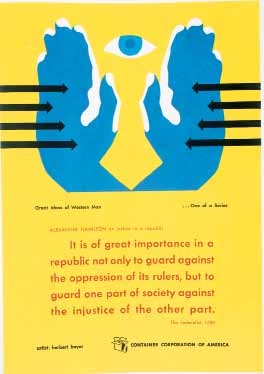 Great Ideas of Western Man
...One of a Series
ALEXANDER HAMILTON on justice in a republic
It is of great importance in a
republic not only to guard against
the oppression of its rulers, but to
guard one part of society against
the injustice of the other part.
The Federalist, 1788
artist: herbert bayer
CONTAINER CORPORATION OF AMERICA